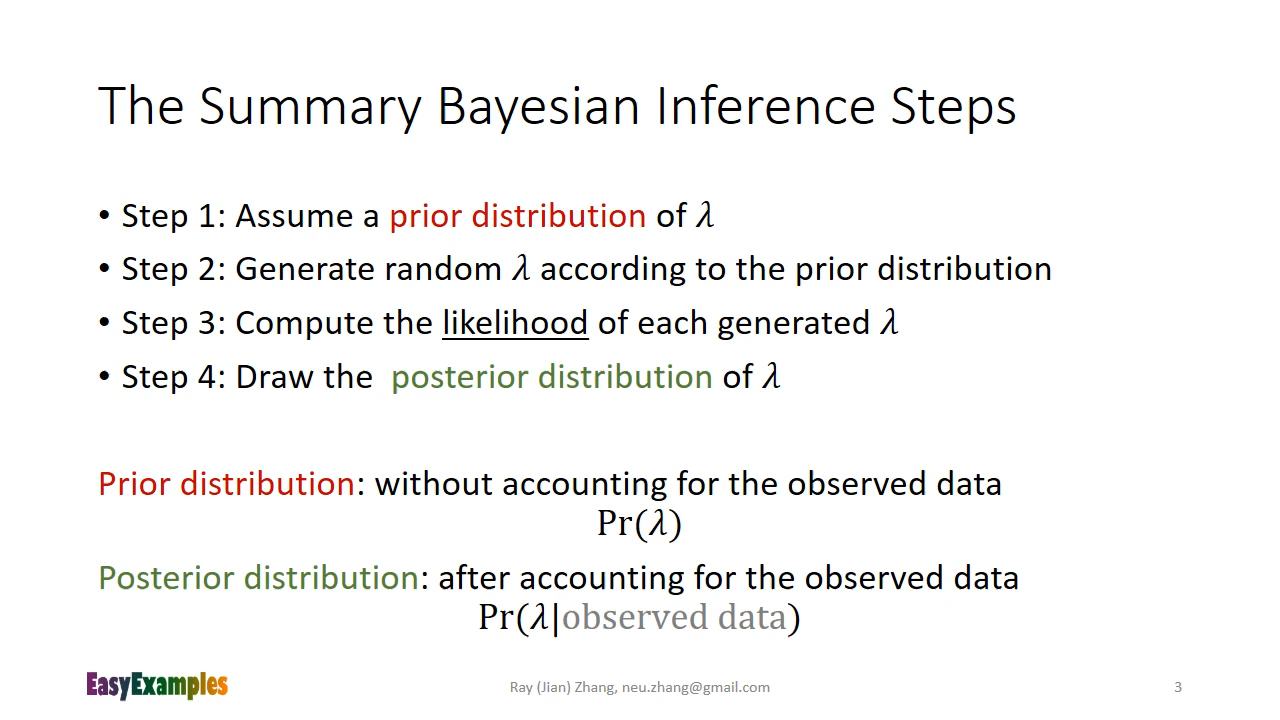 The Summary Bayesian Inference Steps
• Step 1: Assume a prior distribution of λ
• Step 2: Generate random λ according to the prior distribution
• Step 3: Compute the likelihood of each generated λ
• Step 4: Draw the posterior distribution of λ
Prior distribution: without accounting for the observed data
Pr(λ)
Posterior distribution: after accounting for the observed data
Pr(λ|observed data)
EasyExamples
Ray (Jian) Zhang, neu.zhang@gmail.com
3